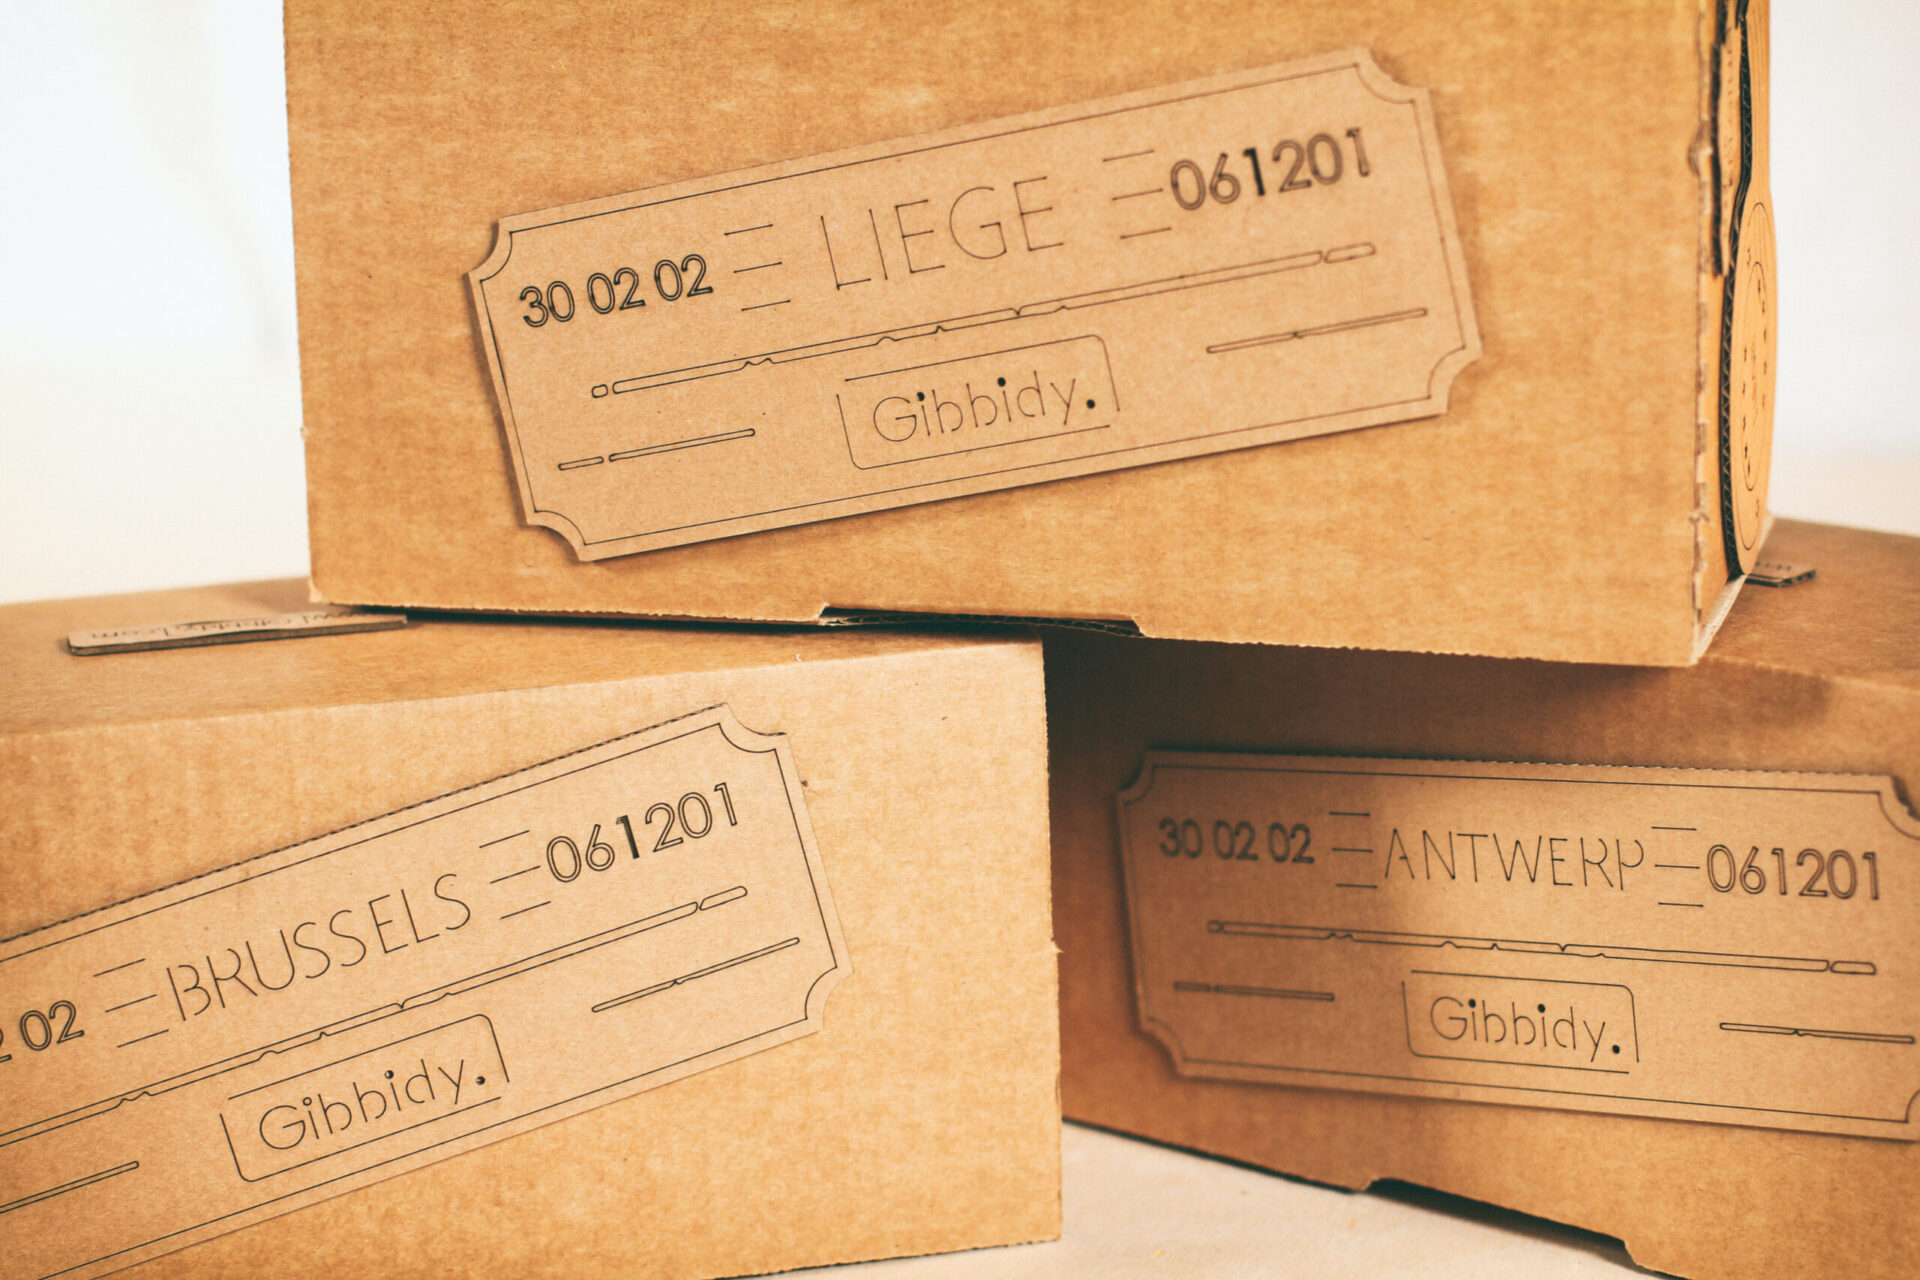 30 02 02 LIEGE 061201
Gibbidy.
02 BRUSSELS 061201
Gibbidy.
30 02 02 ANTWERP 061201
Gibbidy.